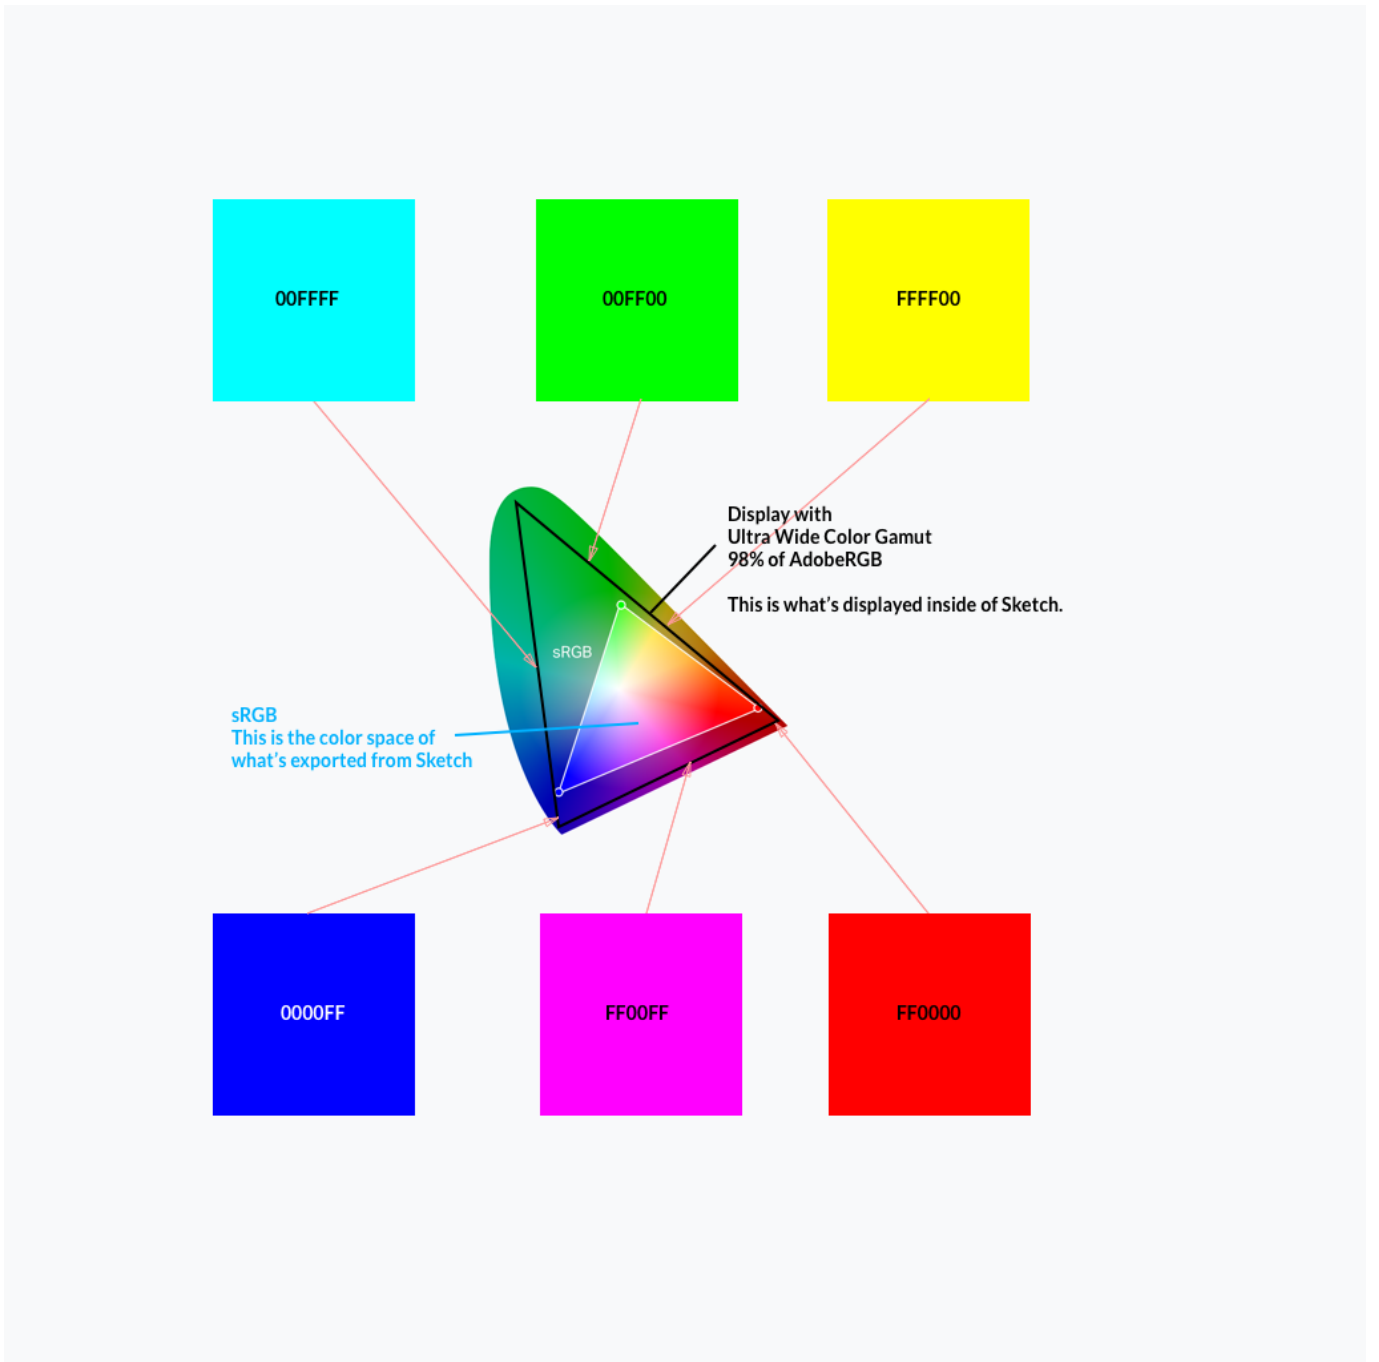 00FFFF
00FF00
FFFF00
Display with
Ultra Wide Color Gamut
98% of AdobeRGB
This is what’s displayed inside of Sketch.
sRGB
sRGB
This is the color space of
what’s exported from Sketch
0000FF
FF00FF
FF0000